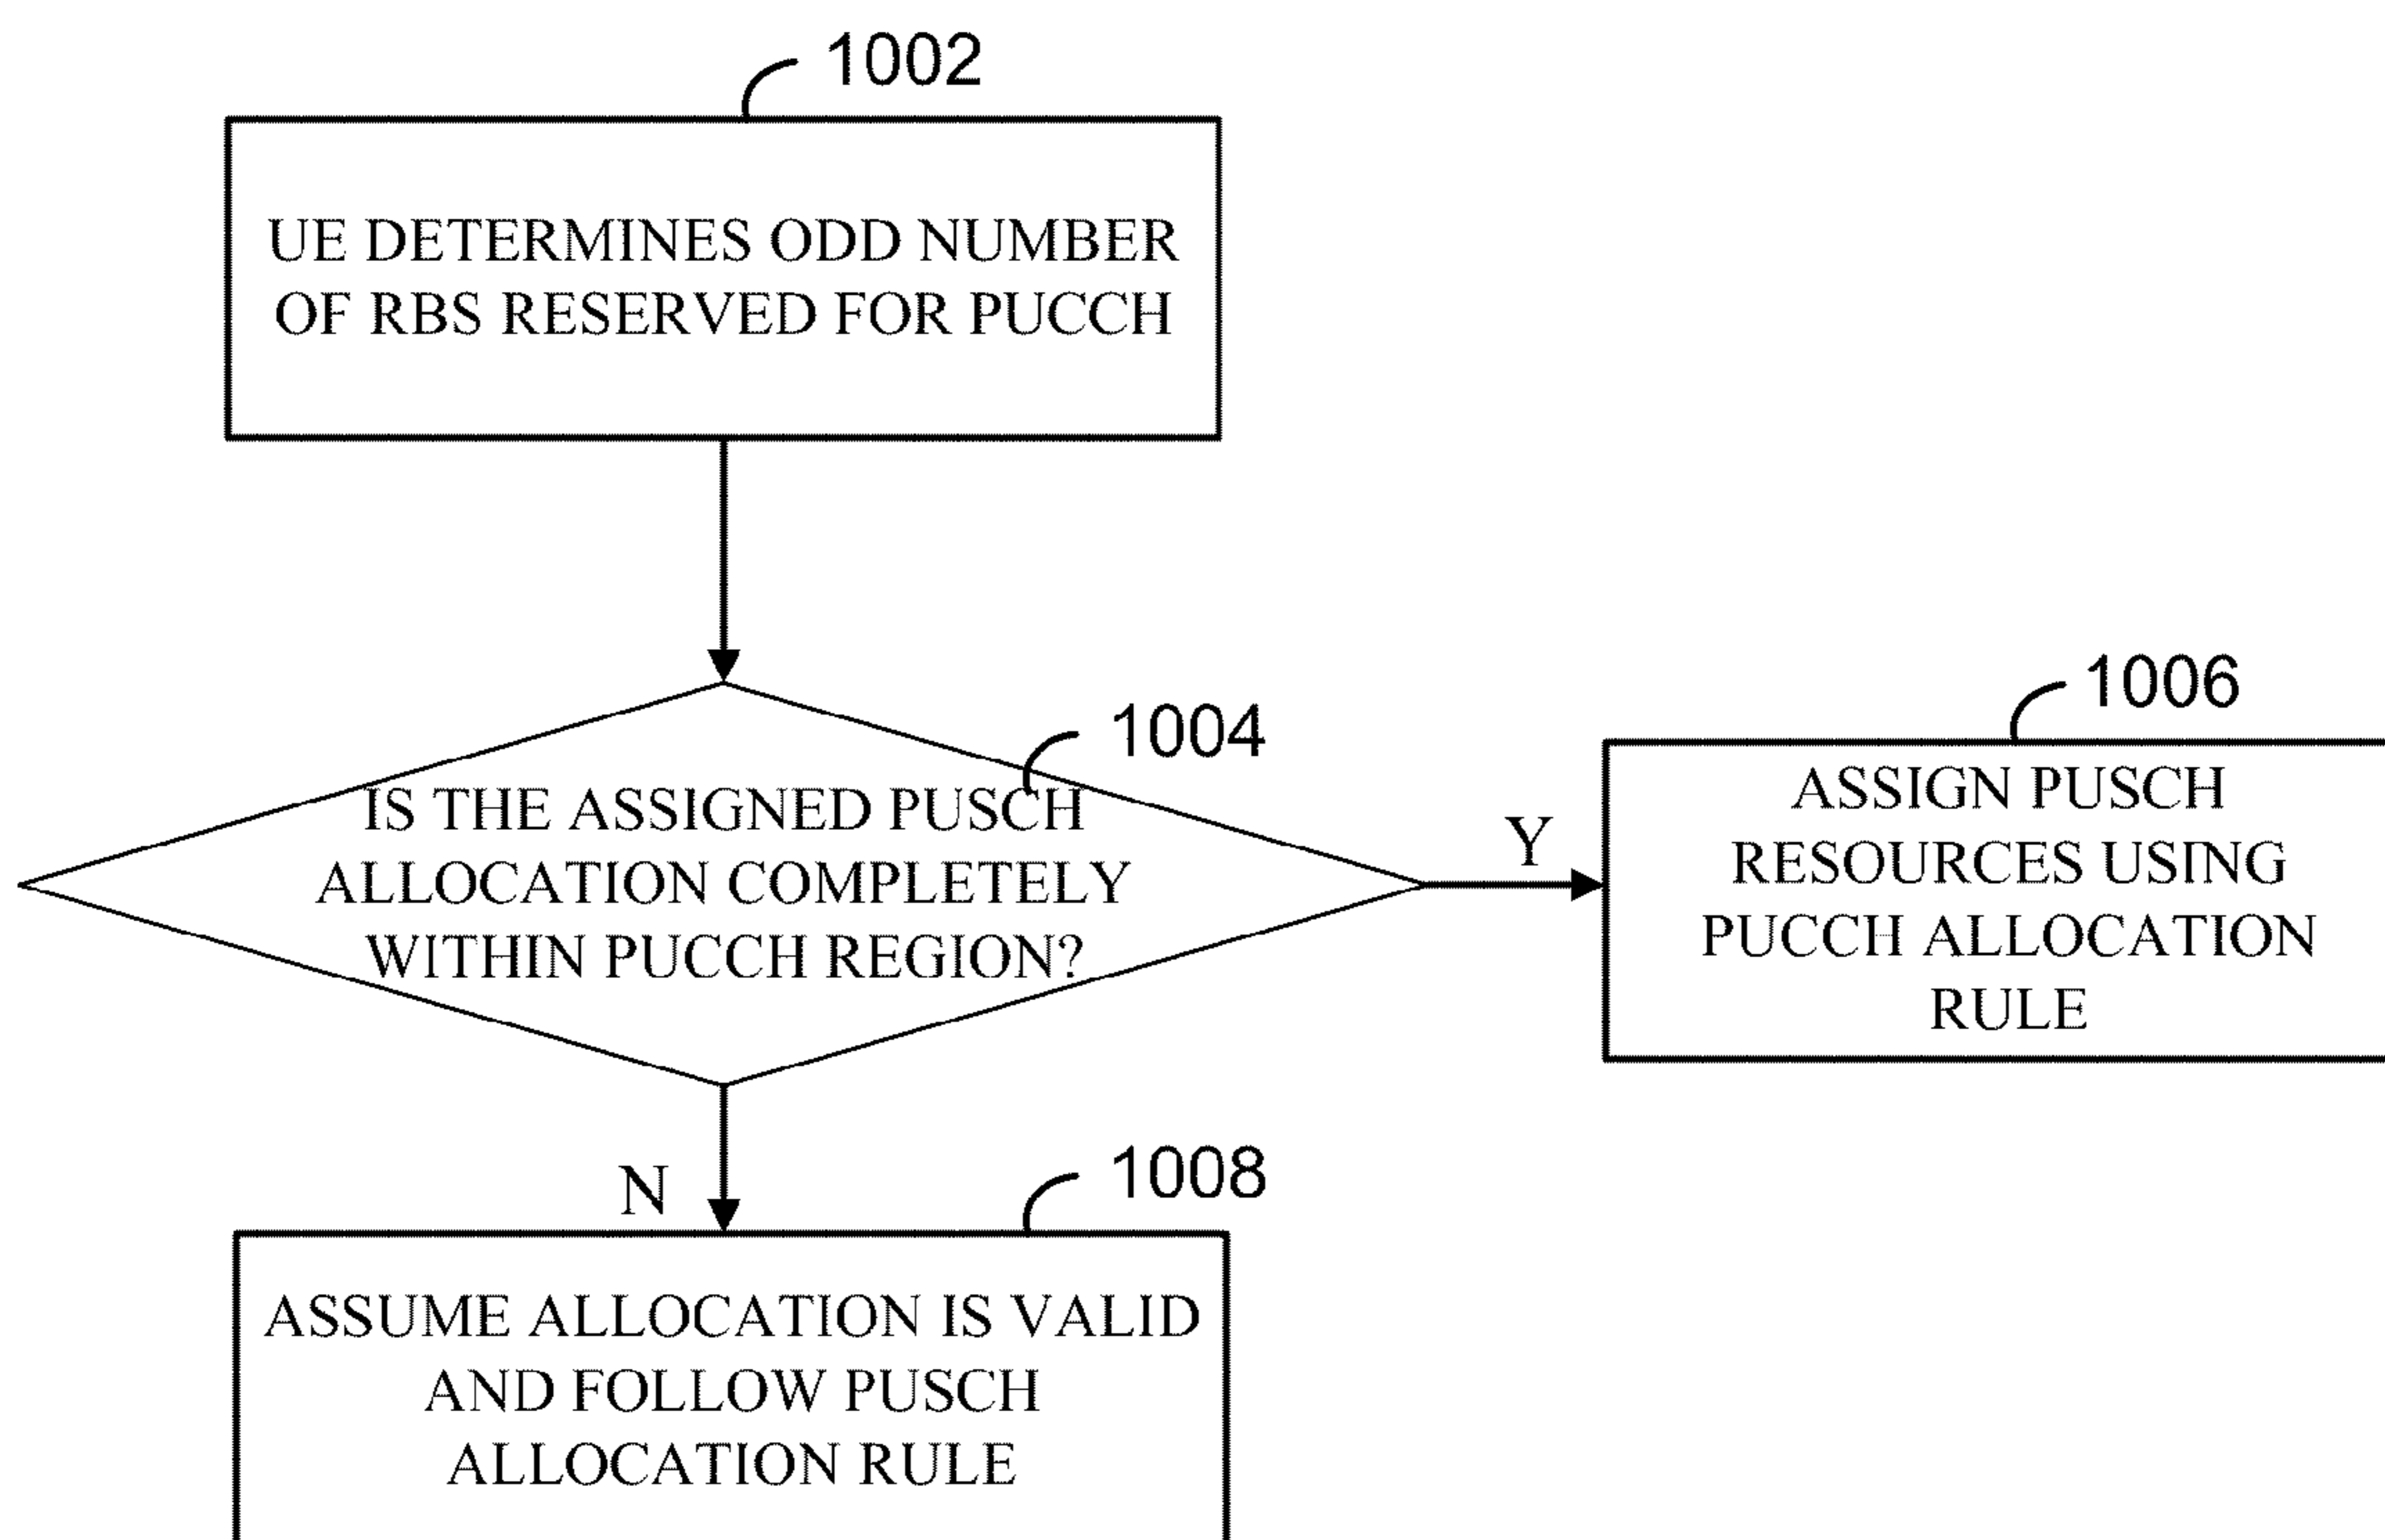 1002
UE DETERMINES ODD NUMBER
OF RBS RESERVED FOR PUCCH
1004
IS THE ASSIGNED PUSCH
ALLOCATION COMPLETELY
WITHIN PUCCH REGION?
Y
1006
ASSIGN PUSCH
RESOURCES USING
PUCCH ALLOCATION
RULE
N
1008
ASSUME ALLOCATION IS VALID
AND FOLLOW PUSCH
ALLOCATION RULE